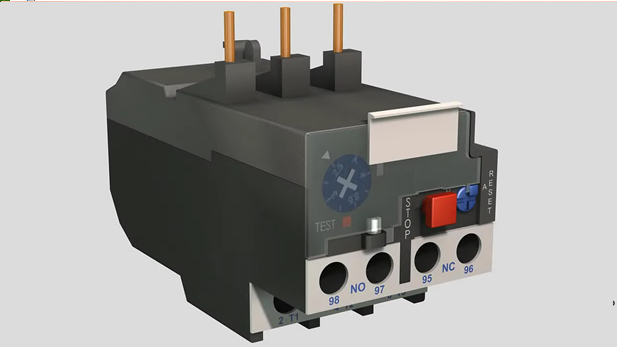 TEST
STOP
RESET
A
98 NO 97
95 NC 96
2 T1